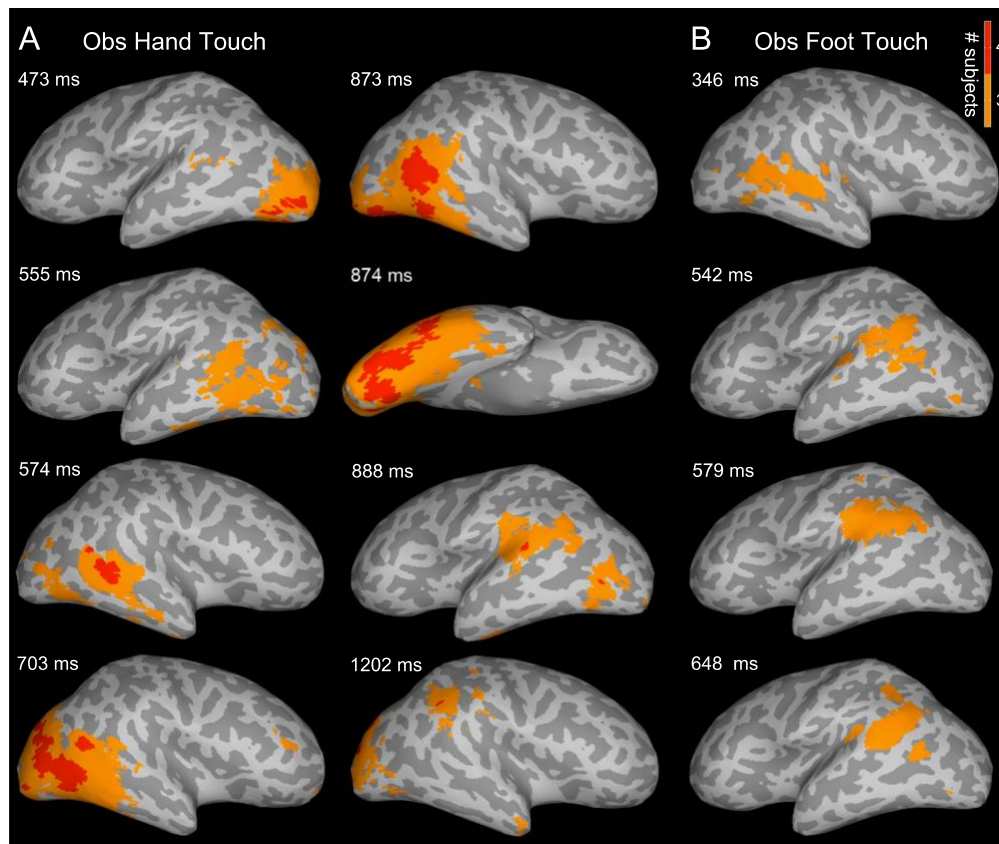 A Obs Hand Touch
B Obs Foot Touch
# subjects
473 ms
873 ms
346 ms
555 ms
874 ms
542 ms
574 ms
888 ms
579 ms
703 ms
1202 ms
648 ms